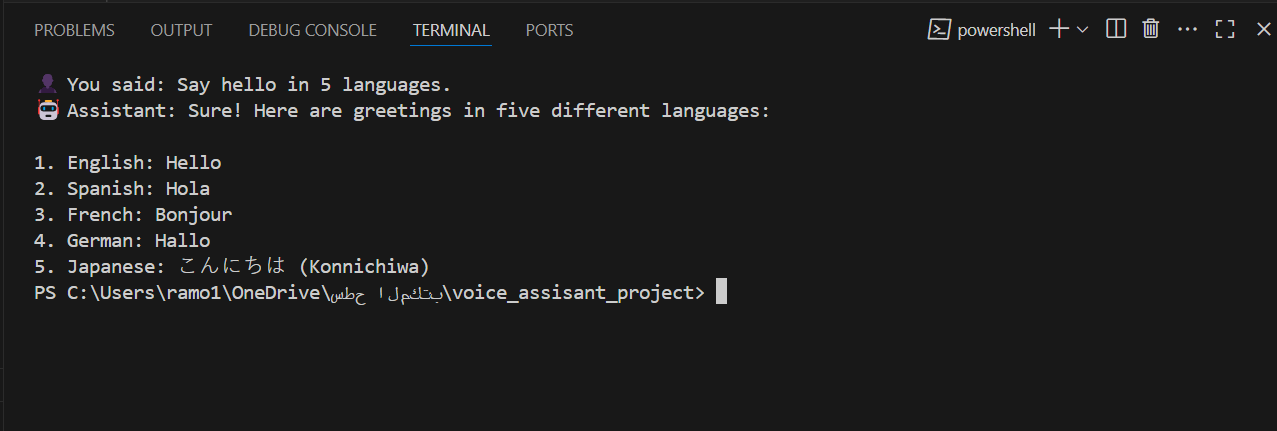 PROBLEMS OUTPUT DEBUG CONSOLE TERMINAL PORTS powershell
You said: Say hello in 5 languages.
Assistant: Sure! Here are greetings in five different languages:
1. English: Hello
2. Spanish: Hola
3. French: Bonjour
4. German: Hallo
5. Japanese: こんにちは (Konnichiwa)
PS C:\Users\ramo1\OneDrive\سطح المكتب\voice_assisant_project>